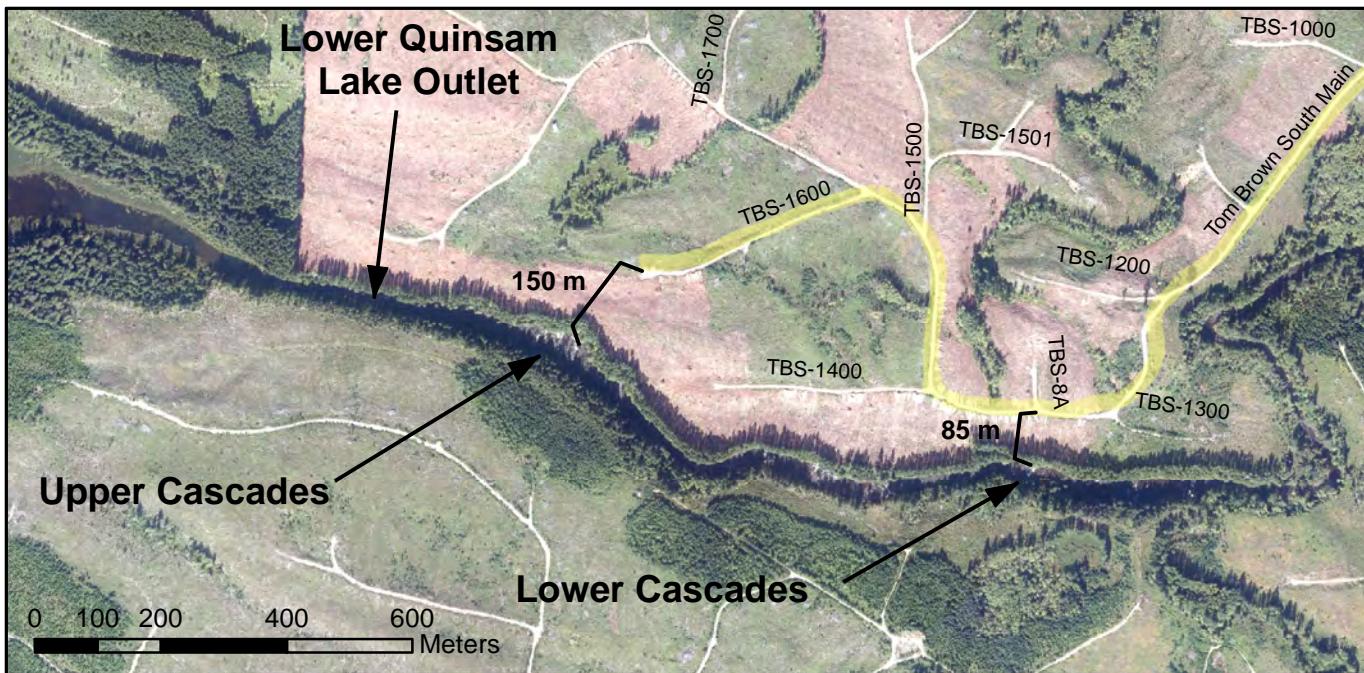 Lower Quinsam
Lake Outlet
TBS-1700
TBS-1000
TBS-1501
TBS-1500
Tom Brown South Main
TBS-1600
TBS-1200
150 m
TBS-1400
TBS-8A
TBS-1300
85 m
Upper Cascades
Lower Cascades
0 100 200 400 600
Meters